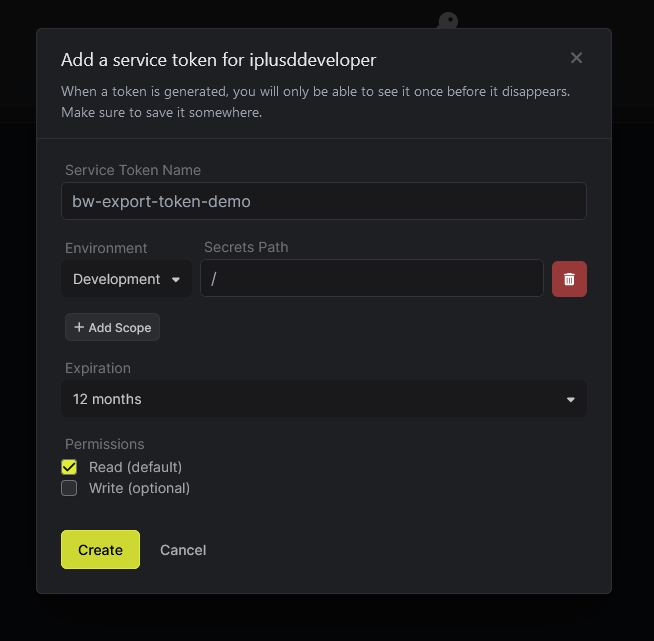 Add a service token for iplusddeveloper
When a token is generated, you will only be able to see it once before it disappears.
Make sure to save it somewhere.
Service Token Name
bw-export-token-demo
Environment
Secrets Path
Development
/
Add Scope
Expiration
12 months
Permissions
Read (default)
Write (optional)
Create
Cancel